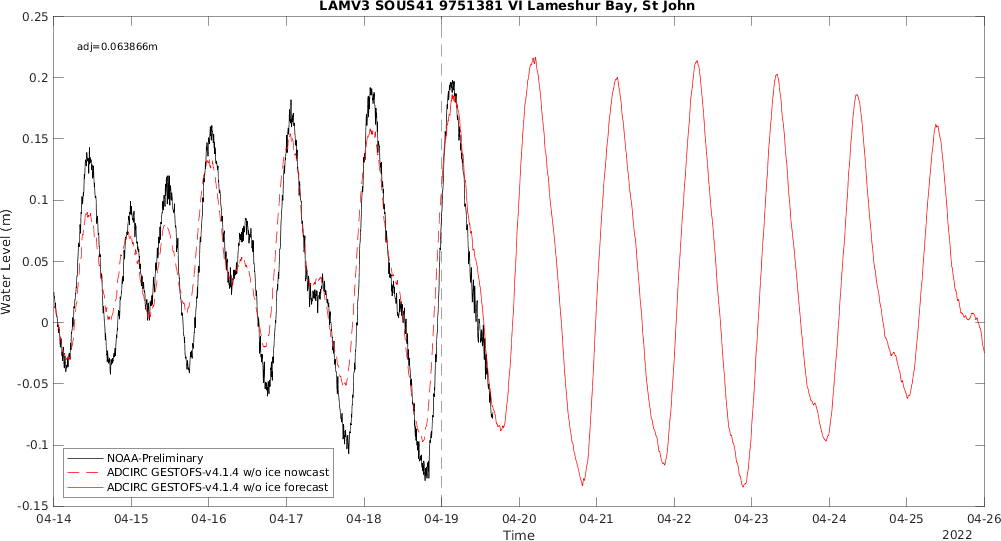 LAMV3 SOUS41 9751381 VI Lameshur Bay, St John
adj=0.063866m
0.25
0.2
0.15
0.1
0.05
0
-0.05
-0.1
-0.15
Water Level (m)
NOAA-Preliminary
ADCIRC GESTOFS-v4.1.4 w/o ice nowcast
ADCIRC GESTOFS-v4.1.4 w/o ice forecast
04-14 04-15 04-16 04-17 04-18 04-19 04-20 04-21 04-22 04-23 04-24 04-25 04-26
Time
2022